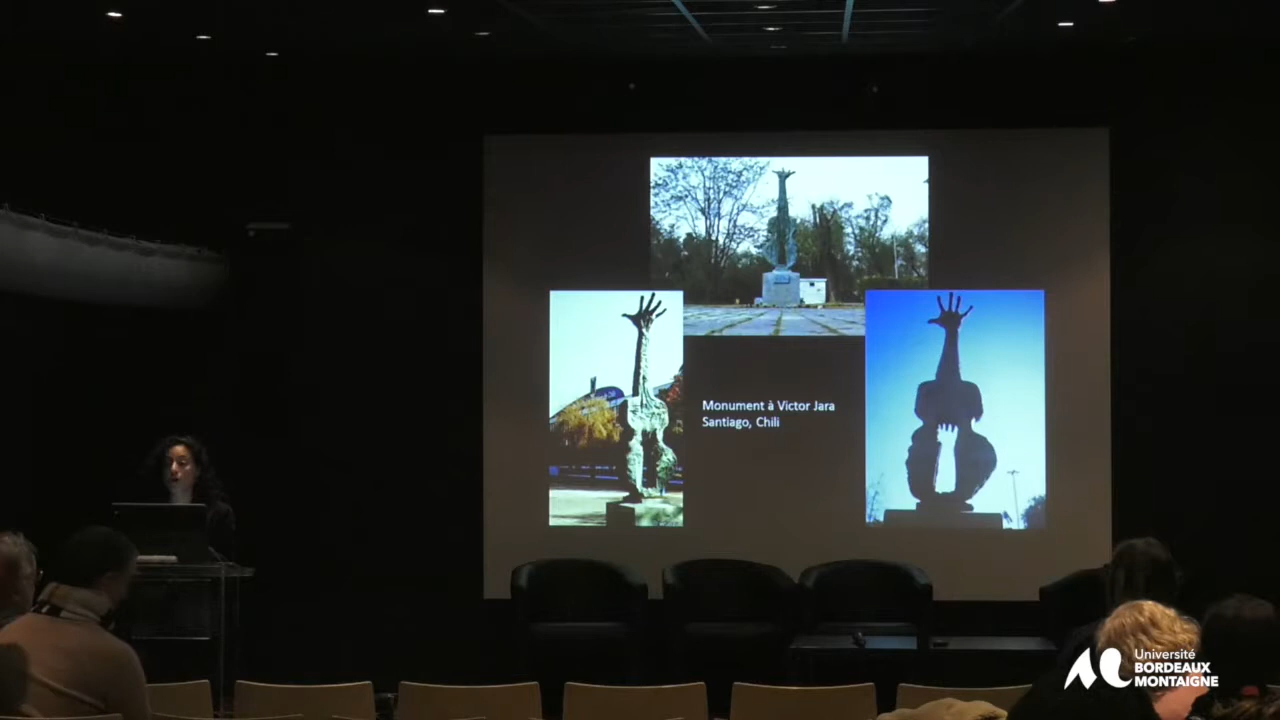 Monument à Victor Jara
Santiago, Chili
Université
BORDEAUX
MONTAIGNE